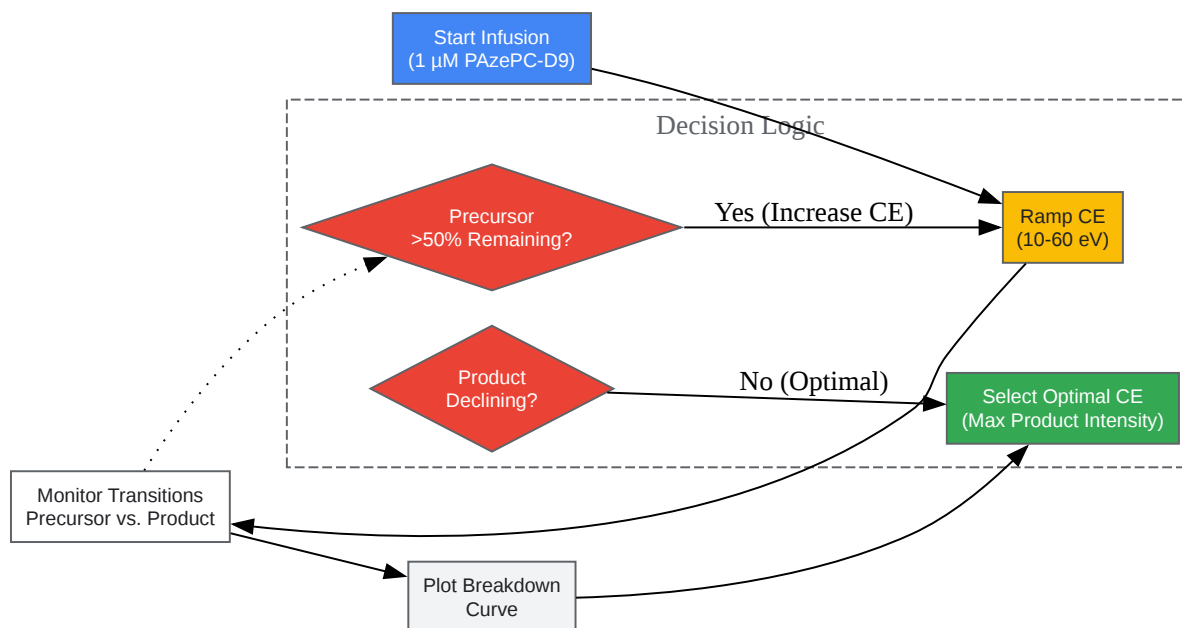 Start Infusion
(1 µM PAzePC-D9)
Decision Logic
Precursor
>50% Remaining?
Yes (Increase CE)
Ramp CE
(10-60 eV)
Product
Declining?
No (Optimal)
Select Optimal CE
(Max Product Intensity)
Monitor Transitions
Precursor vs. Product
Plot Breakdown
Curve